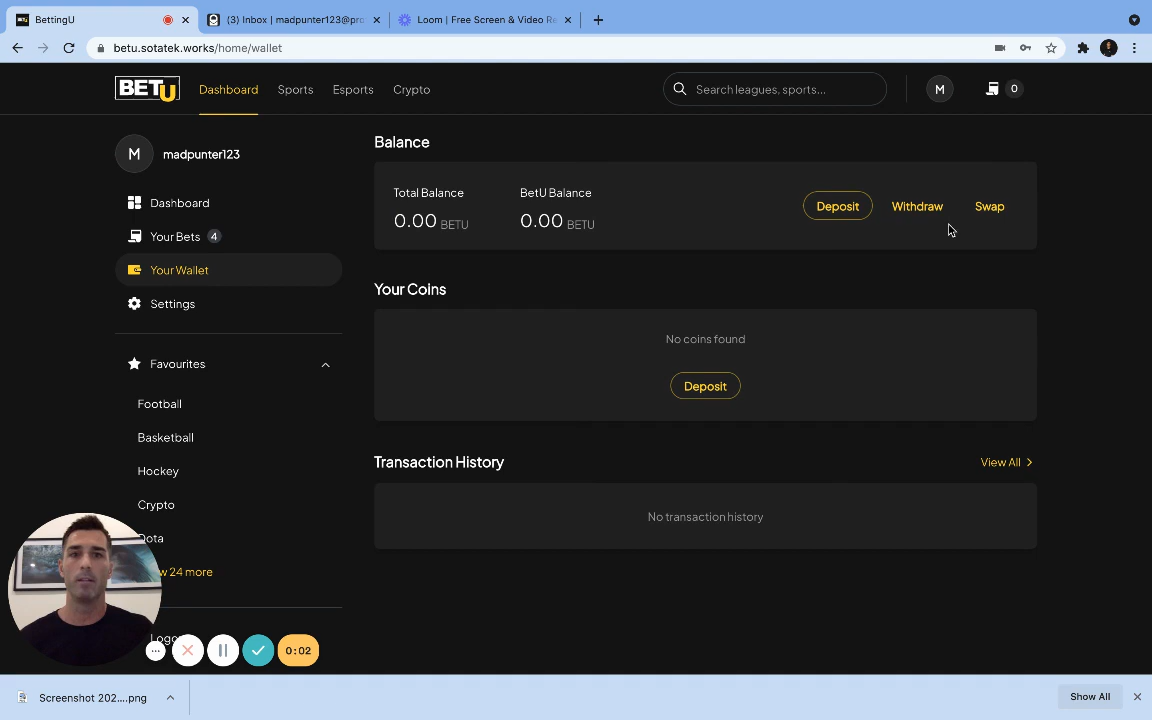 BettingU
(3) Inbox | madpunter123@pro
Loom | Free Screen & Video Re
betu.sotatek.works/home/wallet
BETU
Dashboard
Sports
Esports
Crypto
Search leagues, sports...
M
0
M
madpunter123
Dashboard
Your Bets 4
Your Wallet
Settings
Favourites
Football
Basketball
Hockey
Crypto
Dota
w 24 more
Logo
Balance
Total Balance
0.00 BETU
BetU Balance
0.00 BETU
Deposit
Withdraw
Swap
Your Coins
No coins found
Deposit
Transaction History
View All
No transaction history
0:02
Screenshot 202....png
Show All